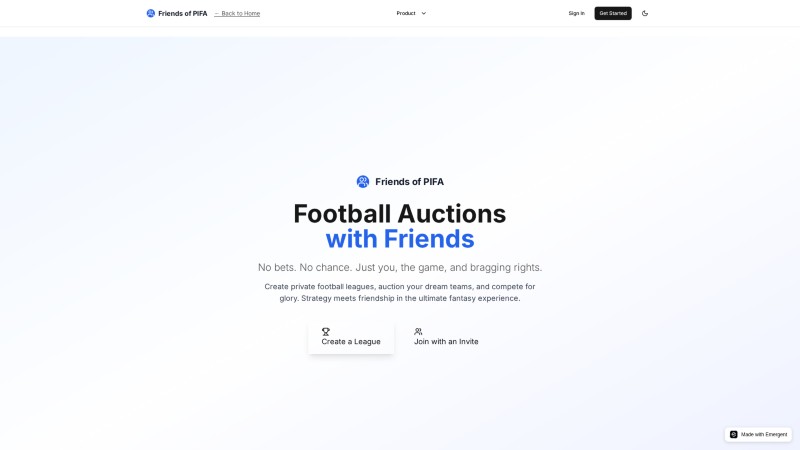 Friends of PIFA
← Back to Home
Product
Sign In
Get Started
Friends of PIFA
Football Auctions
with Friends
No bets. No chance. Just you, the game, and bragging rights.
Create private football leagues, auction your dream teams, and compete for
glory. Strategy meets friendship in the ultimate fantasy experience.
Create a League
Join with an Invite
Made with Emergent